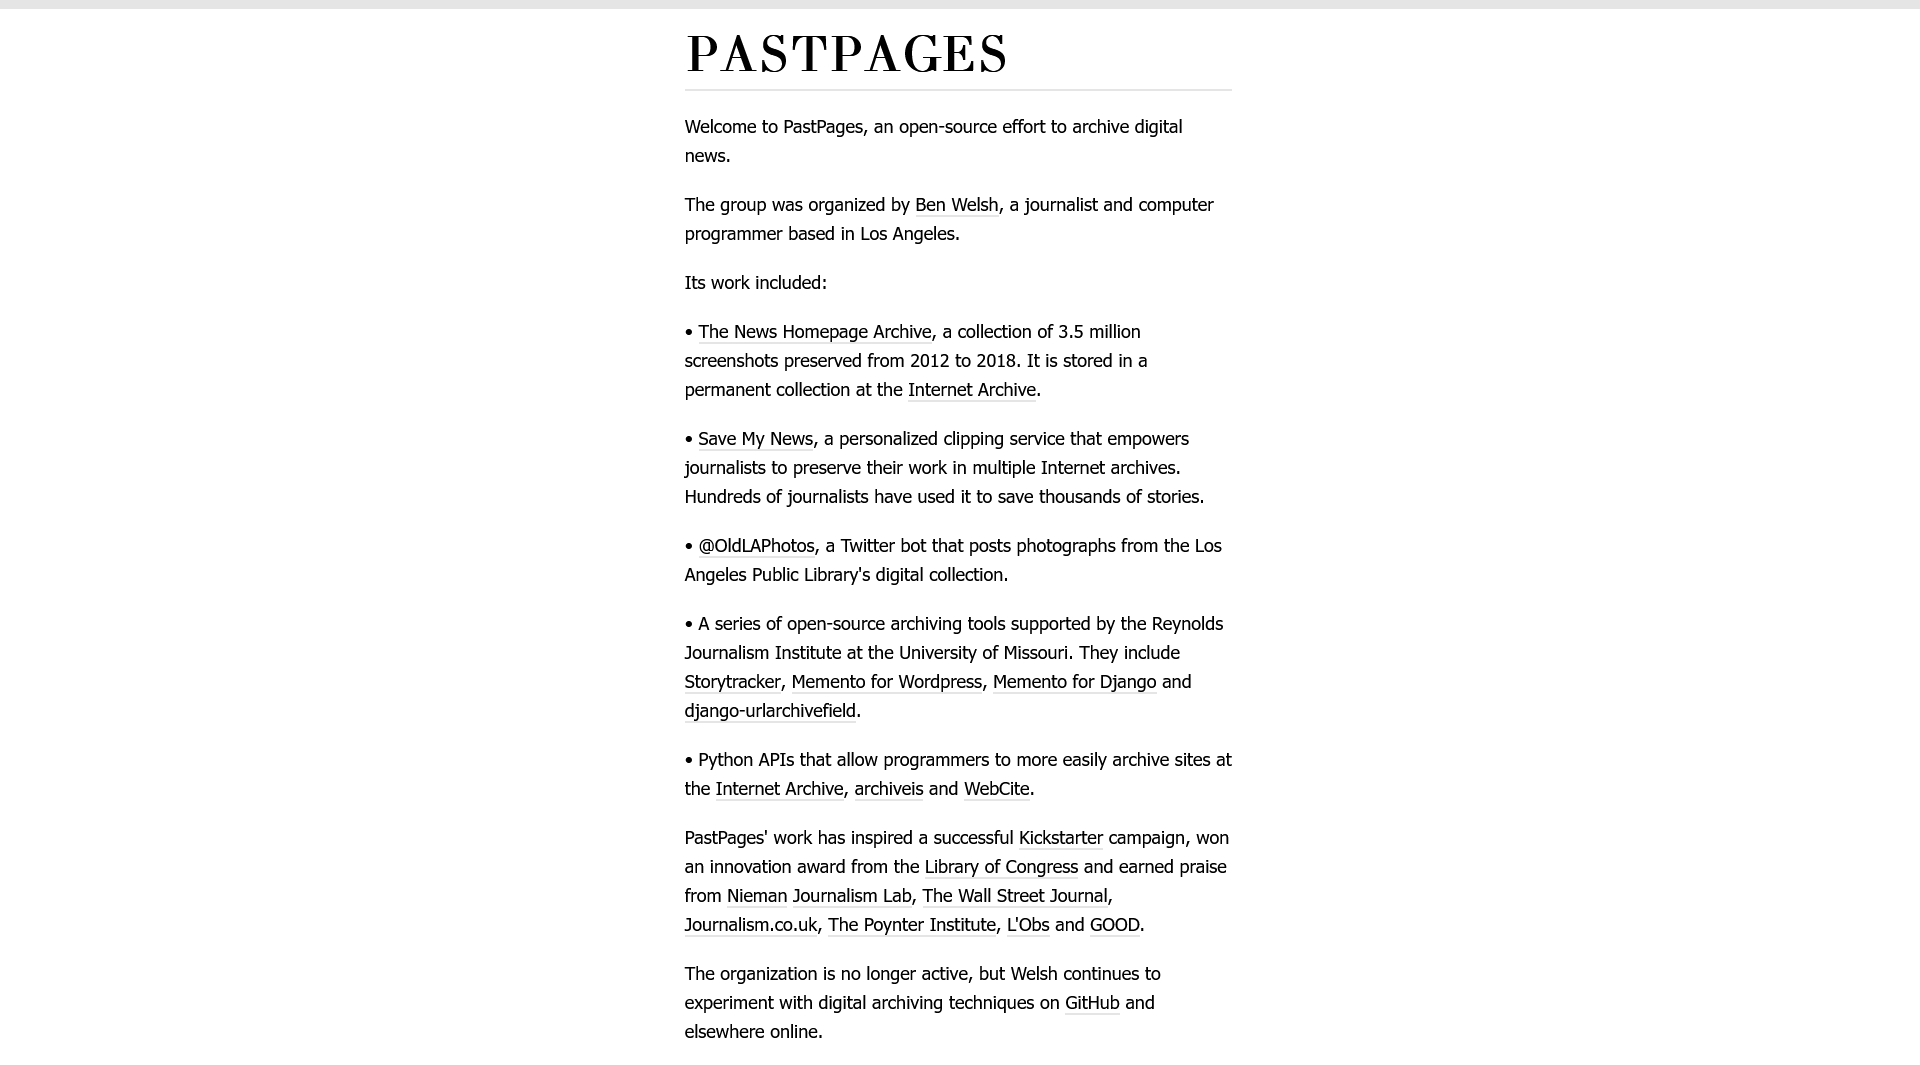 PASTPAGES
Welcome to PastPages, an open-source effort to archive digital
news.
The group was organized by Ben Welsh, a journalist and computer
programmer based in Los Angeles.
Its work included:
• The News Homepage Archive, a collection of 3.5 million
screenshots preserved from 2012 to 2018. It is stored in a
permanent collection at the Internet Archive.
• Save My News, a personalized clipping service that empowers
journalists to preserve their work in multiple Internet archives.
Hundreds of journalists have used it to save thousands of stories.
• @OldLAPhotos, a Twitter bot that posts photographs from the Los
Angeles Public Library's digital collection.
• A series of open-source archiving tools supported by the Reynolds
Journalism Institute at the University of Missouri. They include
Storytracker, Memento for Wordpress, Memento for Django and
django-urlarchivefield.
• Python APIs that allow programmers to more easily archive sites at
the Internet Archive, archiveis and WebCite.
PastPages' work has inspired a successful Kickstarter campaign, won
an innovation award from the Library of Congress and earned praise
from Nieman Journalism Lab, The Wall Street Journal,
Journalism.co.uk, The Poynter Institute, L'Obs and GOOD.
The organization is no longer active, but Welsh continues to
experiment with digital archiving techniques on GitHub and
elsewhere online.